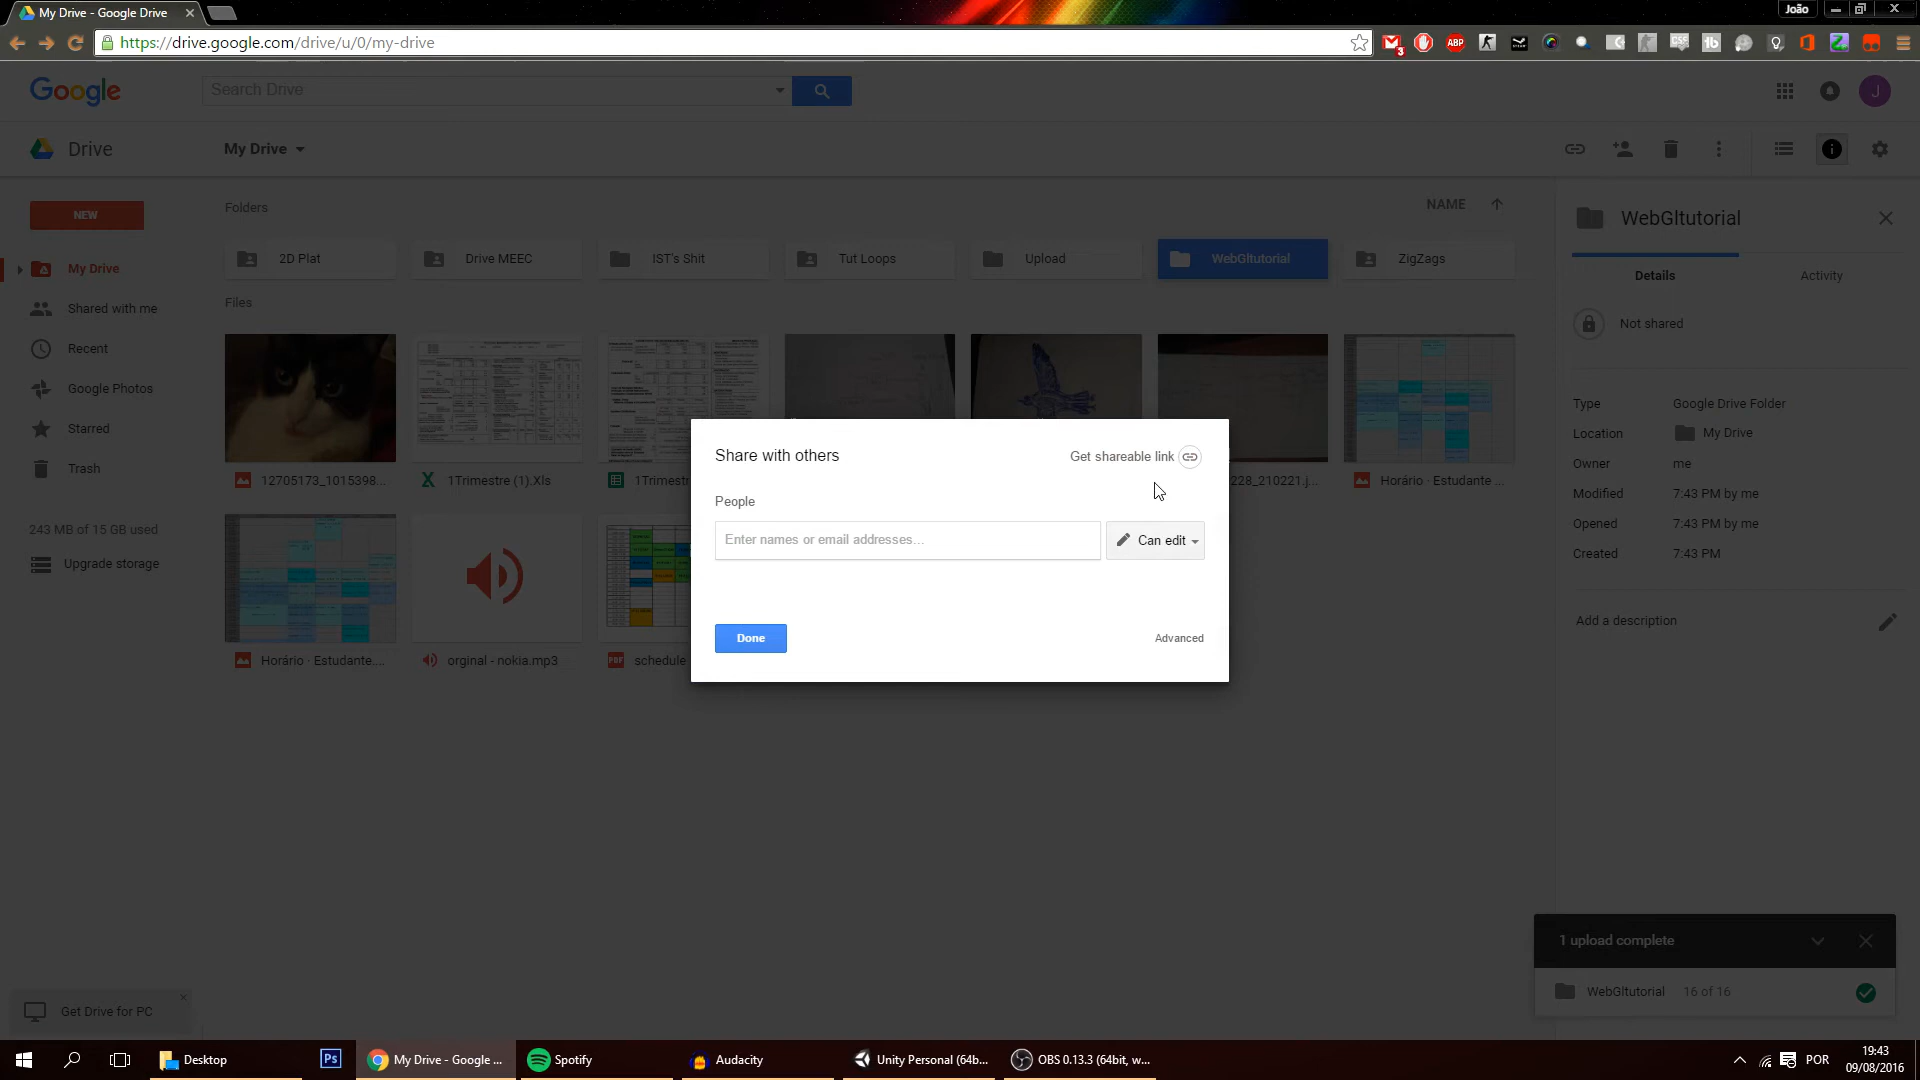 My Drive - Google Drive
João
https://drive.google.com/drive/u/0/my-drive
3
ABP
Google
Search Drive
J
Drive
My Drive
NEW
My Drive
Shared with me
Recent
Google Photos
Starred
Trash
243 MB of 15 GB used
Upgrade storage
Get Drive for PC
Folders
NAME
2D Plat
Drive MEEC
IST's Shit
Tut Loops
Upload
WebGltutorial
ZigZags
Files
12705173_1015398...
1Trimestre (1).Xls
1Trimest
228_210221.j...
Horário · Estudante ...
Horário · Estudante....
orginal - nokia.mp3
PDF
schedule
Share with others
Get shareable link
People
Enter names or email addresses...
Can edit
Done
Advanced
WebGltutorial
Details
Activity
Not shared
Type
Google Drive Folder
Location
My Drive
Owner
me
Modified
7:43 PM by me
Opened
7:43 PM by me
Created
7:43 PM
Add a description
1 upload complete
WebGltutorial
16 of 16
Desktop
Ps
My Drive - Google ...
Spotify
Audacity
Unity Personal (64b...
OBS 0.13.3 (64bit, w...
POR
19:43
09/08/2016